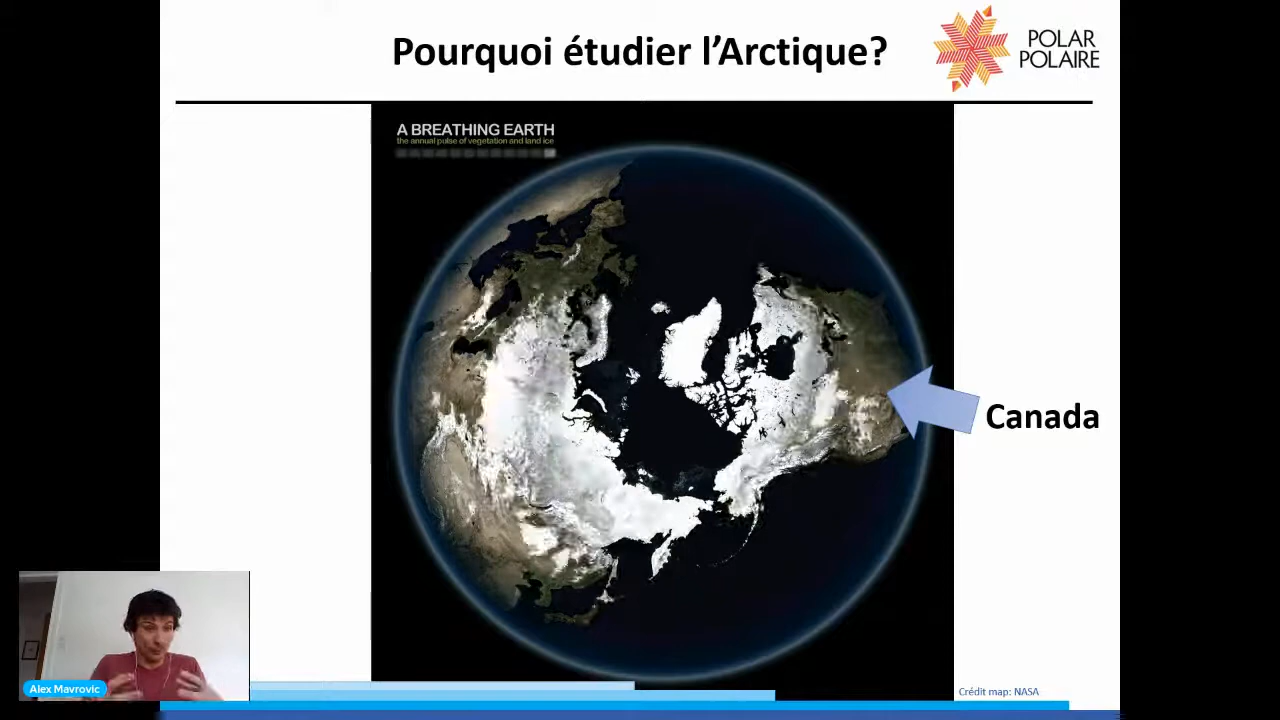 Pourquoi étudier l’Arctique?
POLAR
POLAIRE
A BREATHING EARTH
the annual pulse of vegetation and land ice
Canada
Alex Mavrovic
Crédit map: NASA